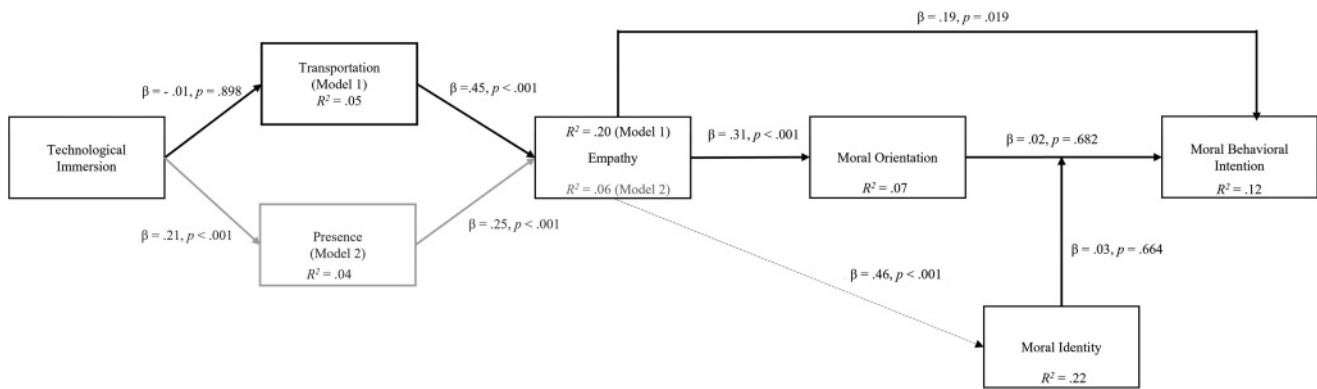 β = .19, p = .019
Transportation
(Model 1)
R² = .05
β = - .01, p = .898
β =.45, p < .001
Technological
Immersion
R² = .20 (Model 1)
Empathy
R² = .06 (Model 2)
β = .31, p < .001
Moral Orientation
R² = .07
β = .02, p = .682
Moral Behavioral
Intention
R² = .12
β = .21, p < .001
Presence
(Model 2)
R² = .04
β = .25, p < .001
β = .46, p < .001
β = .03, p = .664
Moral Identity
R² = .22